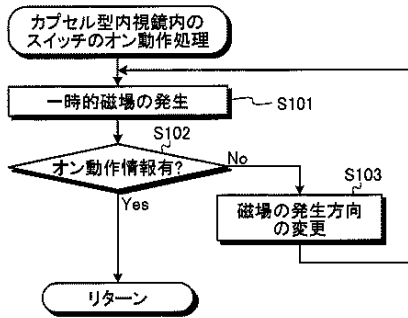 カプセル型内視鏡内の
スイッチのオン動作処理
一時的磁場の発生
S101
S102
オン動作情報有?
No
Yes
S103
磁場の発生方向
の変更
リターン